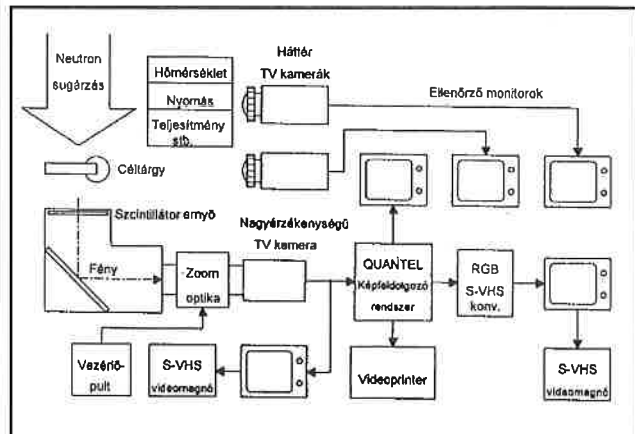 Neutron
sugárzás
Hőmérséklet
Nyomás
Teljesítmény
stb.
Háttér
TV kamerák
Ellenőrző monitorok
Céltárgy
Szcintillátor ernyő
Fény
Zoom
optika
Nagyérzékenységű
TV kamera
QUANTEL
Képfeldolgozó
rendszer
RGB
S-VHS
konv.
Vezérlő-
pult
S-VHS
videomagnó
Videoprinter
S-VHS
videomagnó